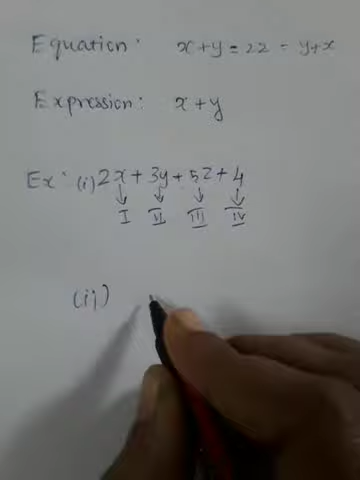 Equation: x+y = 22 = y+x
Expression: x+y
Ex: (i) 2x + 3y + 5z + 4
I II III IV
(ii)